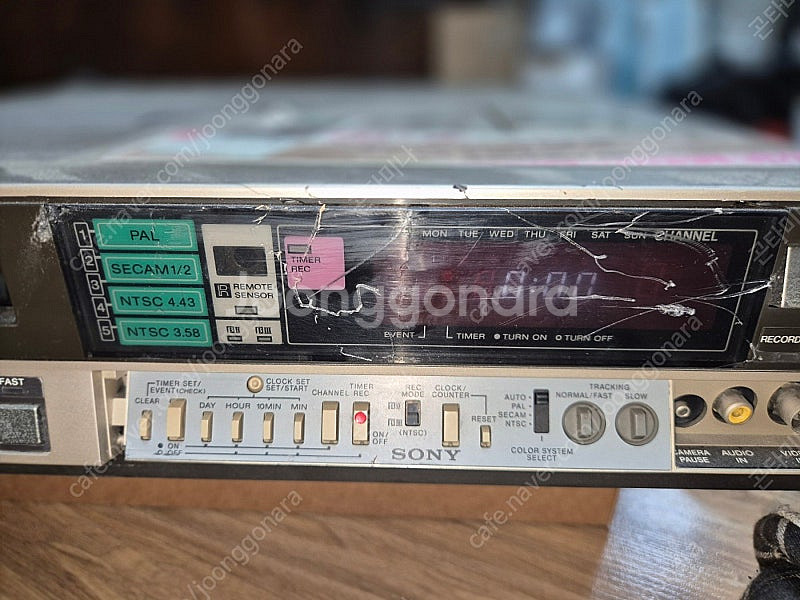 joonggonara
cafe.naver.com/joonggonara
MON TUE WED THU FRI SAT SUN CHANNEL
1 PAL
2 SECAM1/2
3
4 NTSC 4.43
5 NTSC 3.58
REMOTE
SENSOR
TIMER
REC
8:00
EVENT TIMER TURN ON TURN OFF
RECORD
FAST
TIMER SET/
EVENT(CHECK)
CLEAR
CLOCK SET
SET/START
DAY HOUR 10MIN MIN
CHANNEL
TIMER
REC
ON/
OFF
ON
OFF
REC
MODE
(NTSC)
CLOCK/
COUNTER
RESET
SONY
AUTO
PAL
SECAM
NTSC
COLOR SYSTEM
SELECT
TRACKING
NORMAL/FAST SLOW
CAMERA
PAUSE
AUDIO
IN
VIDEO
IN